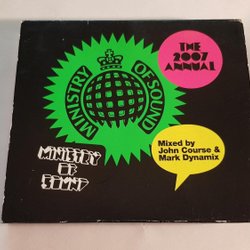 MINISTRY OF SOUND
THE
2007
ANNUAL
Mixed by
John Course &
Mark Dynamix
MINISTRY
OF
SOUND